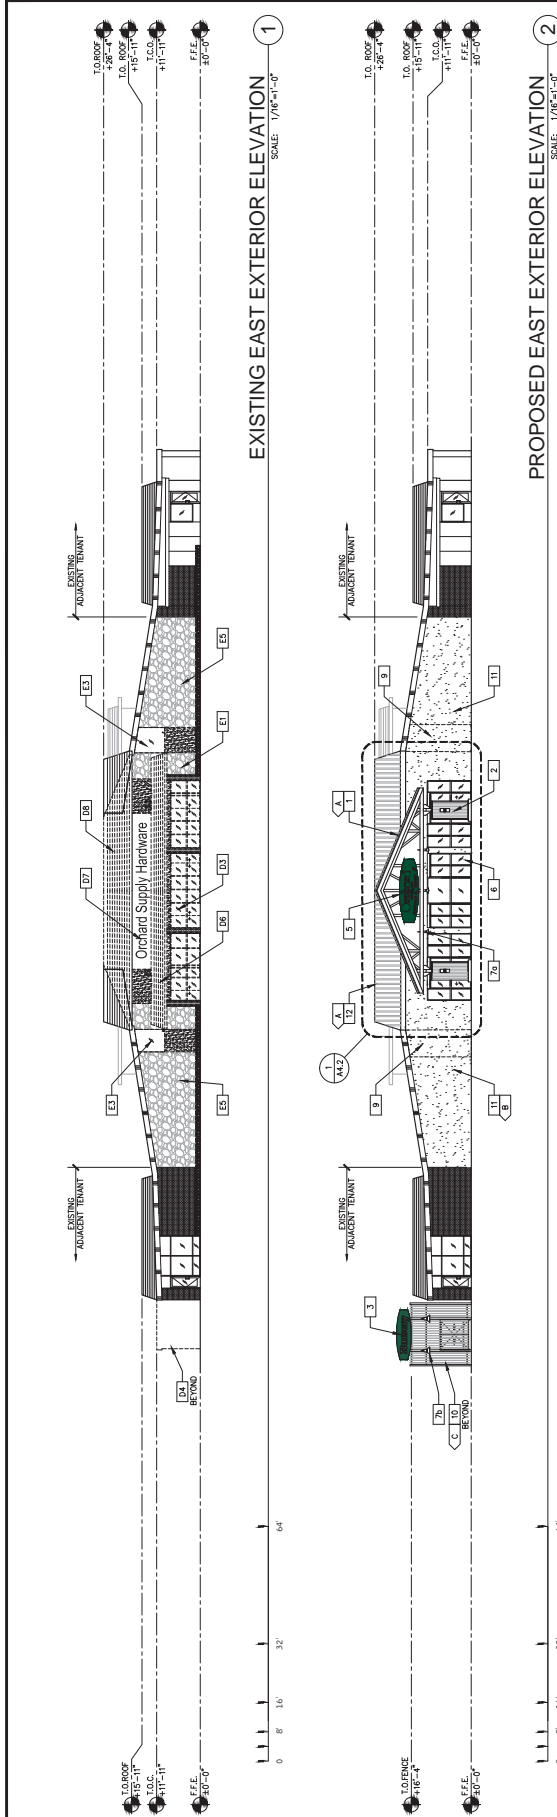 T.O.ROOF
+26'-4"
T.O. ROOF
+15'-11"
T.C.O.
+11'-11"
F.F.E.
±0'-0"
EXISTING EAST EXTERIOR ELEVATION
SCALE: 1/16"=1'-0"
1
EXISTING
ADJACENT TENANT
EXISTING
ADJACENT TENANT
D8
D7
E3
E5
E1
Orchard Supply Hardware
D3
D6
E3
E5
D4
BEYOND
T.O.ROOF
+15'-11"
T.O.C.
+11'-11"
F.F.E.
±0'-0"
0
8'
16'
32'
64'
T.O. ROOF
+26'-4"
T.O. ROOF
+15'-11"
T.C.O.
+11'-11"
F.F.E.
±0'-0"
PROPOSED EAST EXTERIOR ELEVATION
SCALE: 1/16"=1'-0"
2
EXISTING
ADJACENT TENANT
EXISTING
ADJACENT TENANT
9
11
A
1
2
5
6
7a
A
12
1
A4.2
9
11
B
3
7b
10
C
BEYOND
T.O.FENCE
+16'-4"
F.F.E.
±0'-0"